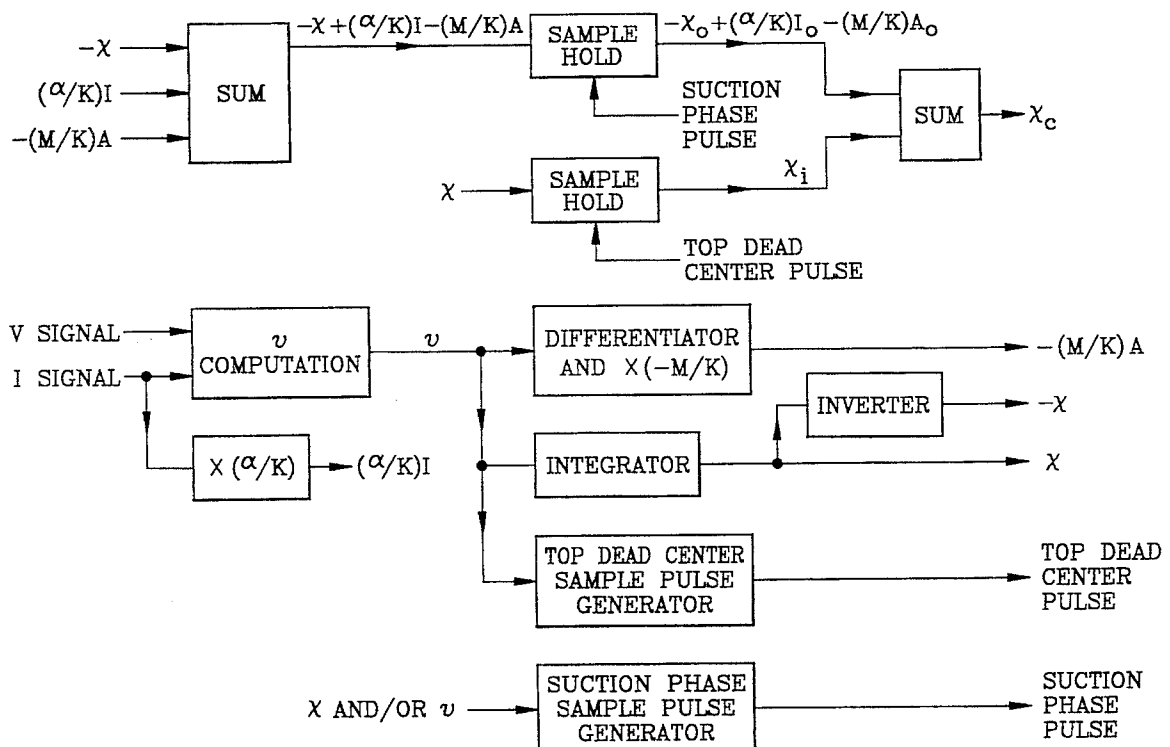 -χ+(α/K)I-(M/K)A
-χ
(α/K)I
-(M/K)A
SUM
SAMPLE
HOLD
-χo+(α/K)Io-(M/K)Ao
SUCTION
PHASE
PULSE
SUM
χc
χ
SAMPLE
HOLD
χi
TOP DEAD
CENTER PULSE
V SIGNAL
I SIGNAL
υ
COMPUTATION
υ
DIFFERENTIATOR
AND X(-M/K)
-(M/K)A
INVERTER
-χ
X(α/K)
(α/K)I
INTEGRATOR
χ
TOP DEAD CENTER
SAMPLE PULSE
GENERATOR
TOP DEAD
CENTER
PULSE
χ AND/OR υ
SUCTION PHASE
SAMPLE PULSE
GENERATOR
SUCTION
PHASE
PULSE